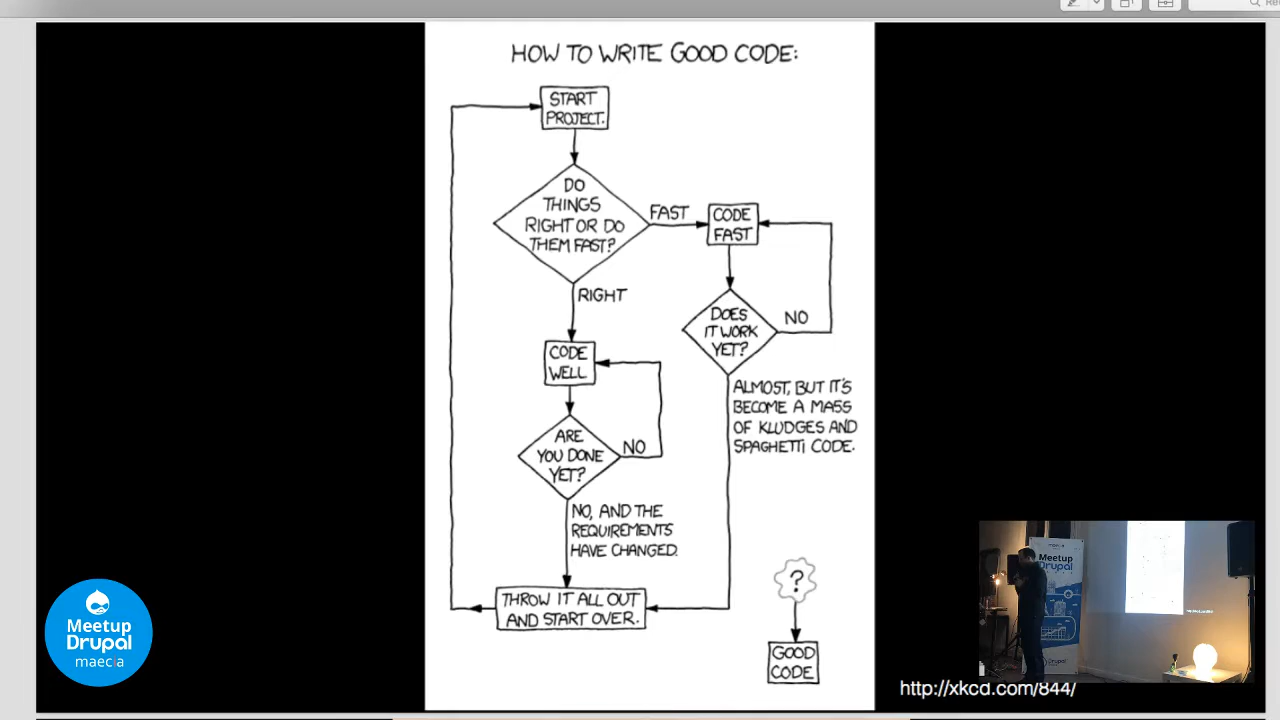 HOW TO WRITE GOOD CODE:
START
PROJECT.
DO
THINGS
RIGHT OR DO
THEM FAST?
FAST
CODE
FAST
RIGHT
DOES
IT WORK
YET?
NO
CODE
WELL
ALMOST, BUT IT'S
BECOME A MASS
OF KLUDGES AND
SPAGHETTI CODE.
ARE
YOU DONE
YET?
NO
NO, AND THE
REQUIREMENTS
HAVE CHANGED.
THROW IT ALL OUT
AND START OVER.
?
GOOD
CODE
Meetup
Drupal
maecia
Meetup
Drupal
http://xkcd.com/844/